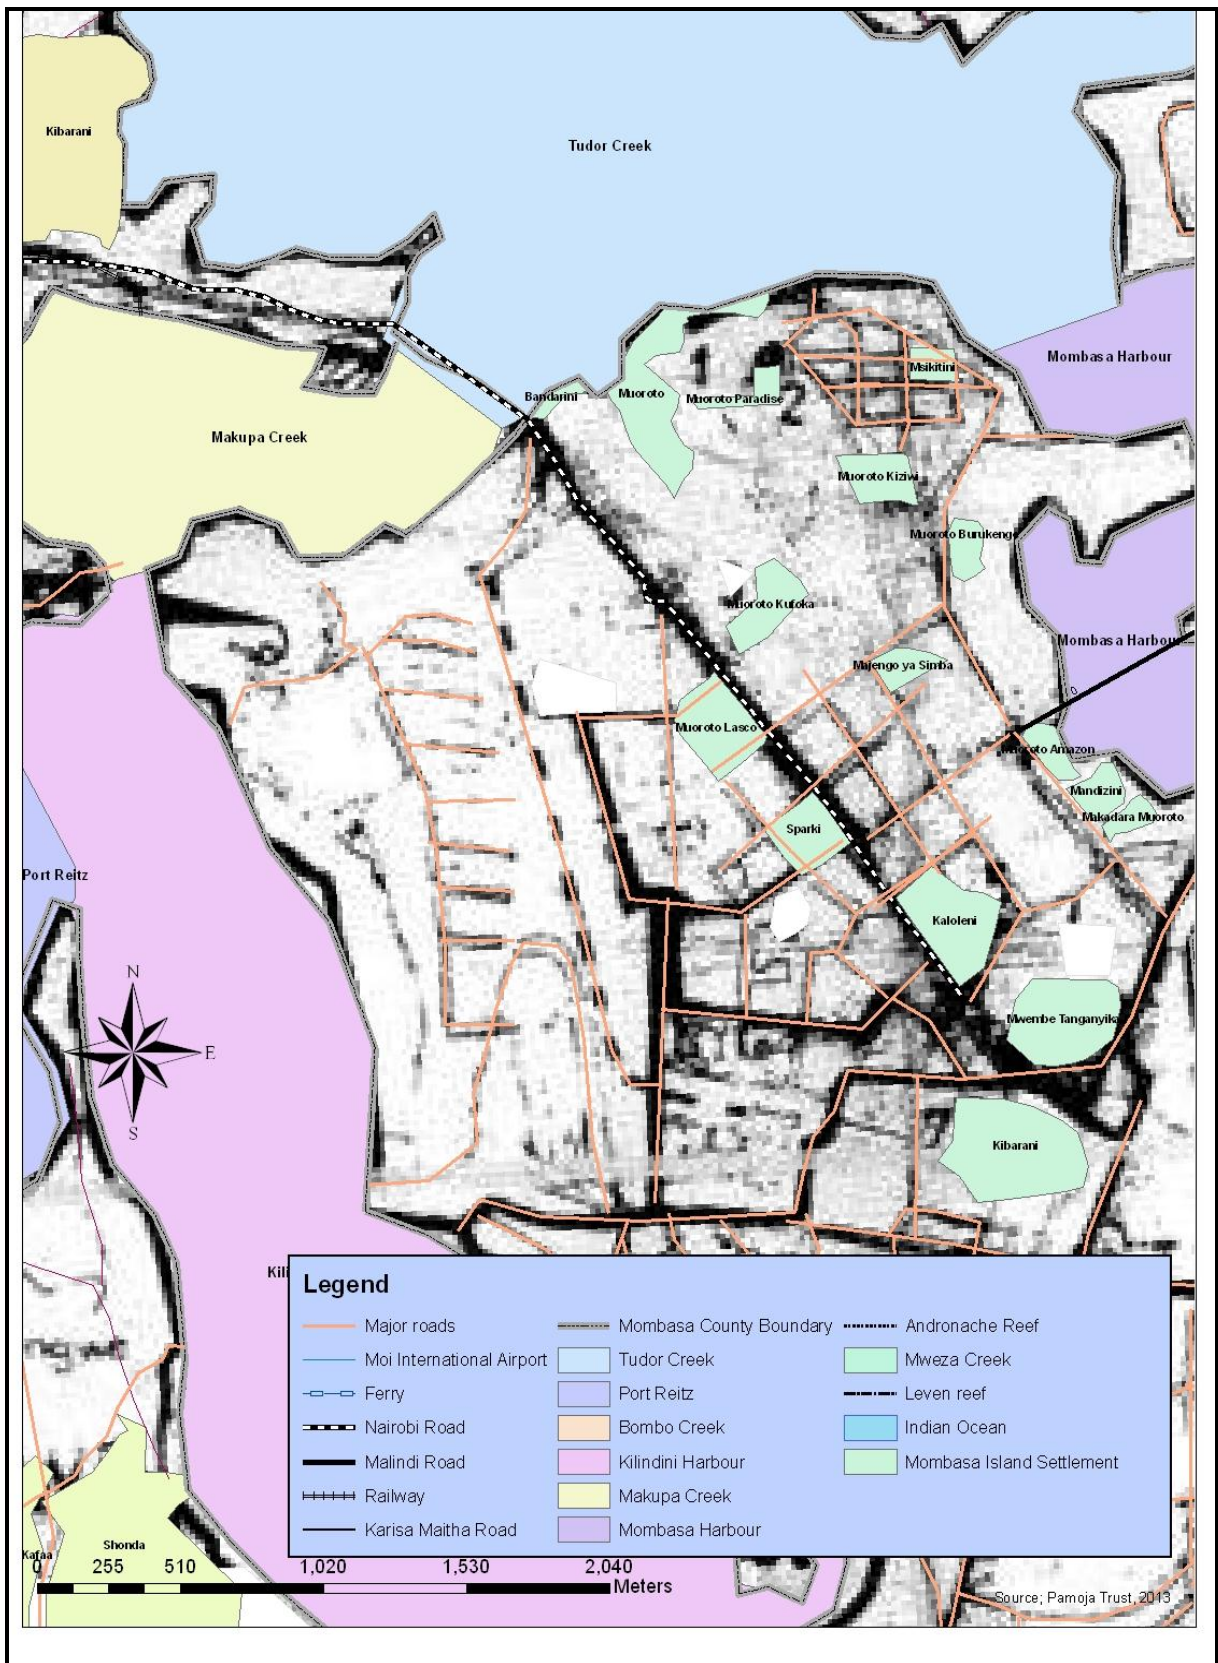 Kibarani
Tudor Creek
Mombasa Harbour
Msikitini
Bandarini
Muoroto
Muoroto Paradise
Makupa Creek
Muoroto Kiziwi
Muoroto Burukenge
Muoroto Kufoka
Mombasa Harbour
Majengo ya Simba
0
Muoroto Lasco
Muoroto Amazon
Mandizini
Makadara Muoroto
Sparki
Port Reitz
Kaloleni
N
E
S
Mwembe Tanganyika
Kibarani
Kili
Legend
Major roads
Moi International Airport
Ferry
Nairobi Road
Malindi Road
Railway
Karisa Maitha Road
Mombasa County Boundary
Tudor Creek
Port Reitz
Bombo Creek
Kilindini Harbour
Makupa Creek
Mombasa Harbour
Andronache Reef
Mweza Creek
Leven reef
Indian Ocean
Mombasa Island Settlement
Shonda
Kafaa
0 255 510 1,020 1,530 2,040
Meters
Source; Pamoja Trust, 2013